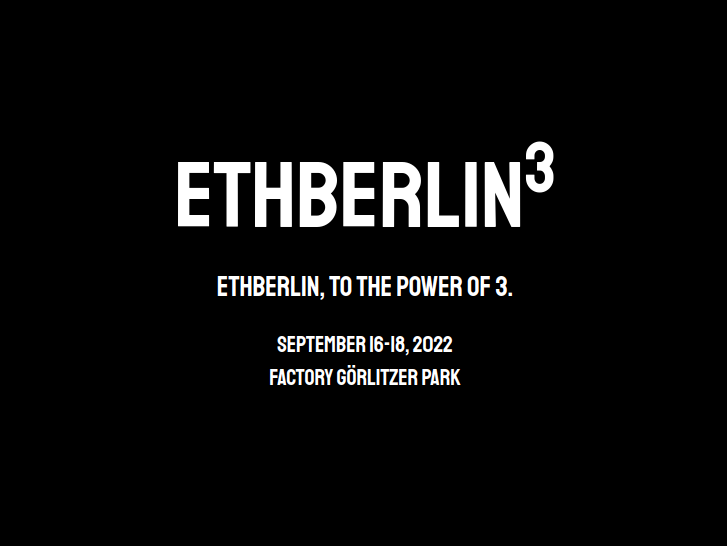 ETHBERLIN³
ETHBERLIN, TO THE POWER OF 3.
SEPTEMBER 16-18, 2022
FACTORY GÖRLITZER PARK